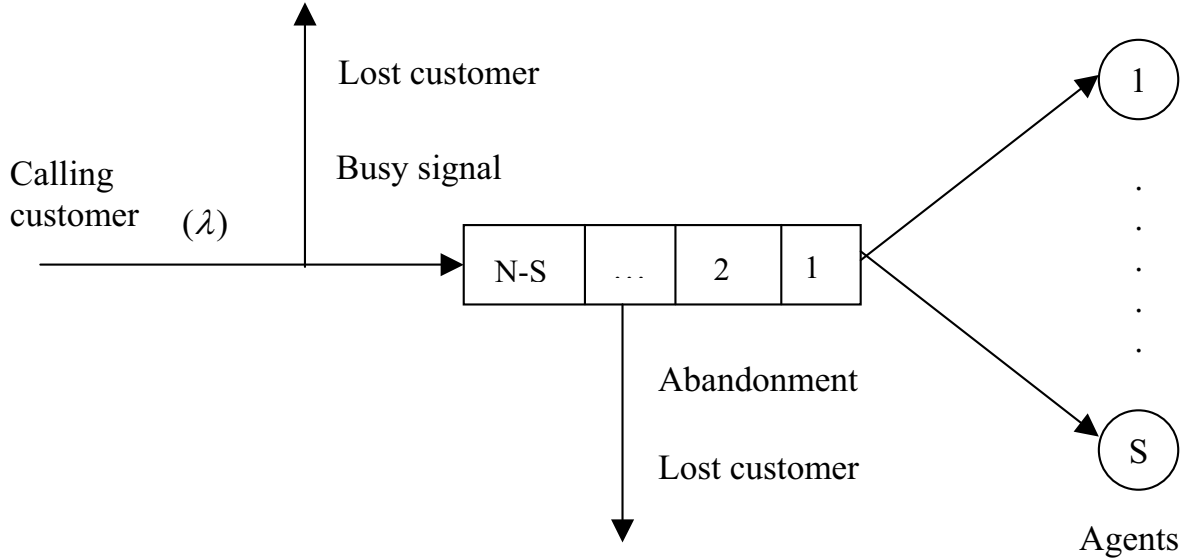 Lost customer
Busy signal
Calling
customer (λ)
N-S ... 2 1
Abandonment
Lost customer
1
.
.
.
.
.
S
Agents